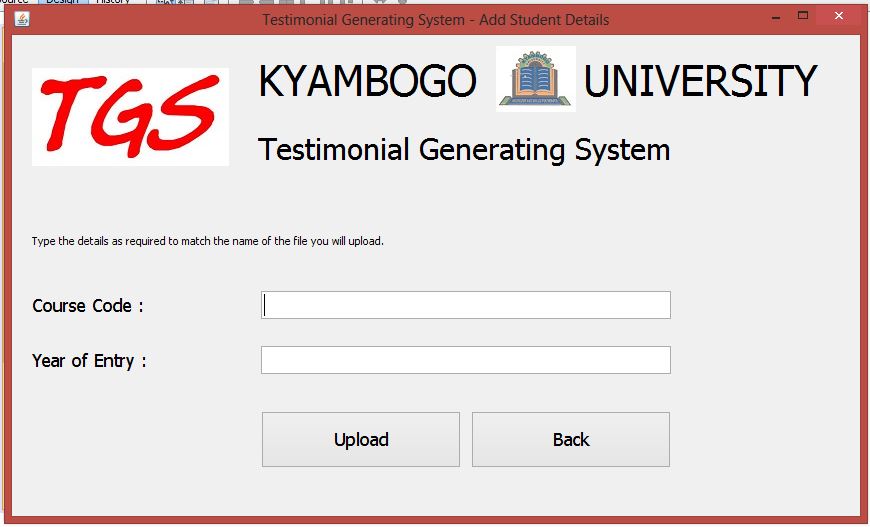 Design
History
Testimonial Generating System - Add Student Details
TGS
KYAMBOGO UNIVERSITY
Testimonial Generating System
Type the details as required to match the name of the file you will upload.
Course Code :
Year of Entry :
Upload
Back